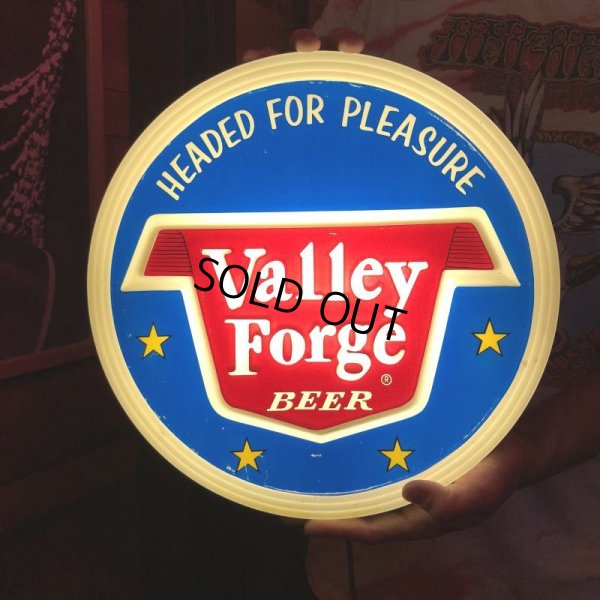 HEADED FOR PLEASURE
Valley
SOLD OUT
Forge
BEER
®